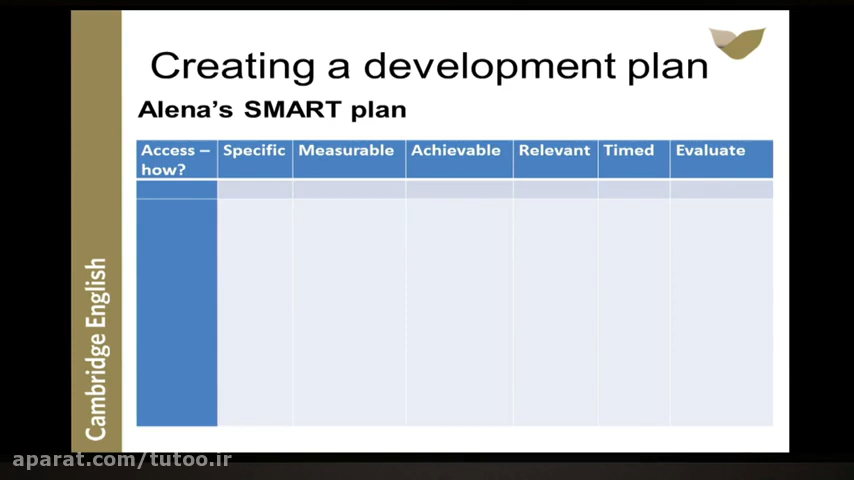 Creating a development plan
Alena's SMART plan
Access – how? Specific Measurable Achievable Relevant Timed Evaluate
Cambridge English
aparat.com/tutoo.ir